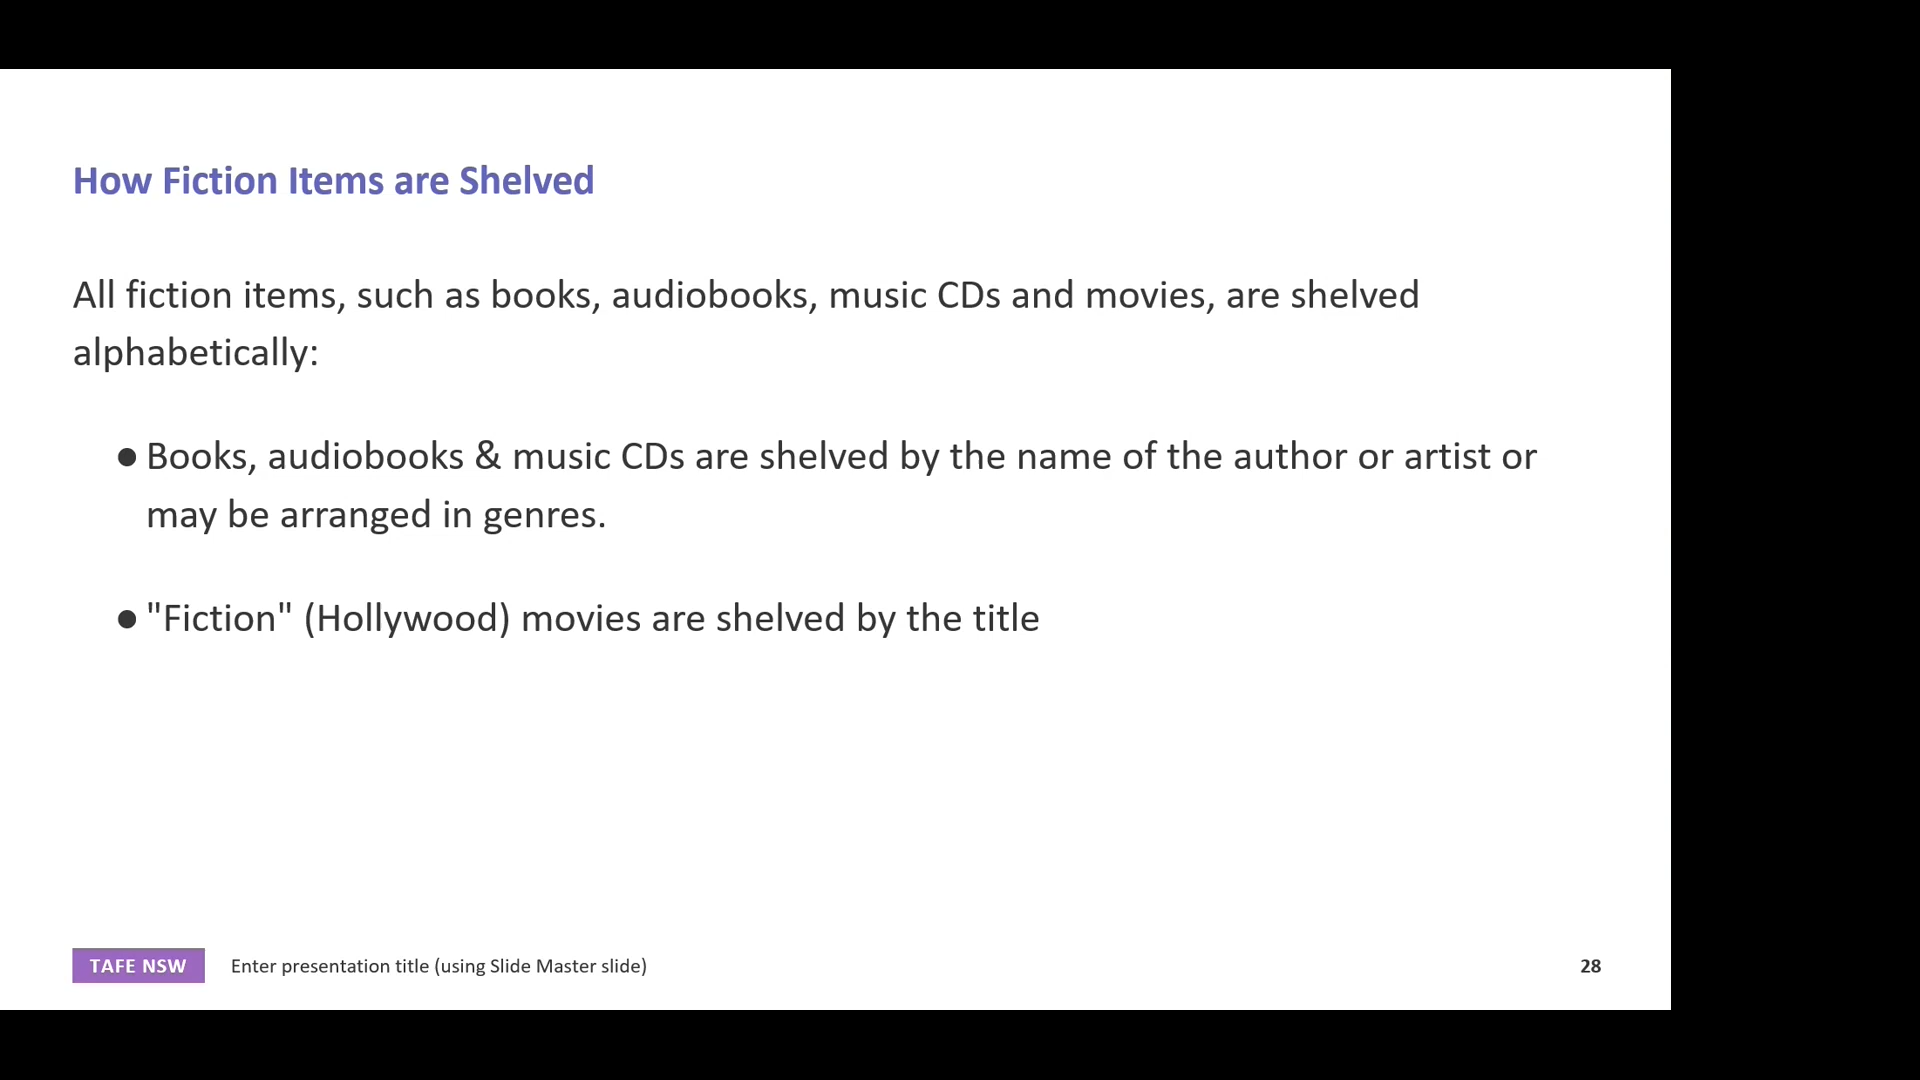 How Fiction Items are Shelved
All fiction items, such as books, audiobooks, music CDs and movies, are shelved
alphabetically:
● Books, audiobooks & music CDs are shelved by the name of the author or artist or
may be arranged in genres.
● "Fiction" (Hollywood) movies are shelved by the title
TAFE NSW Enter presentation title (using Slide Master slide) 28